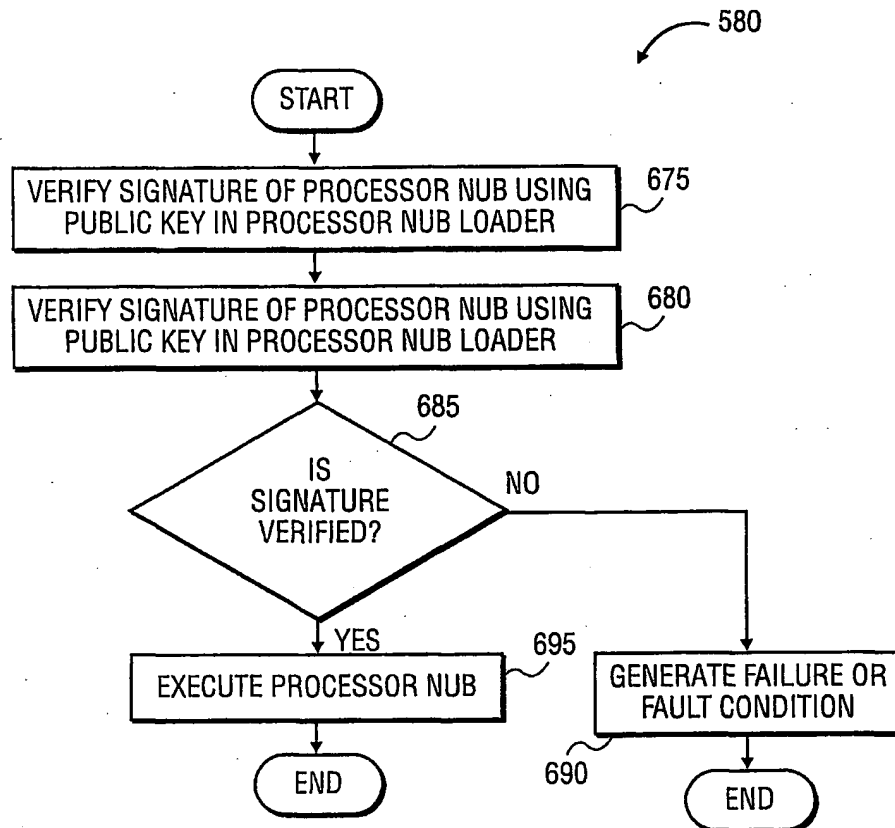 580
START
VERIFY SIGNATURE OF PROCESSOR NUB USING
PUBLIC KEY IN PROCESSOR NUB LOADER
675
VERIFY SIGNATURE OF PROCESSOR NUB USING
PUBLIC KEY IN PROCESSOR NUB LOADER
680
685
IS
SIGNATURE
VERIFIED?
NO
YES
EXECUTE PROCESSOR NUB
695
GENERATE FAILURE OR
FAULT CONDITION
690
END
END